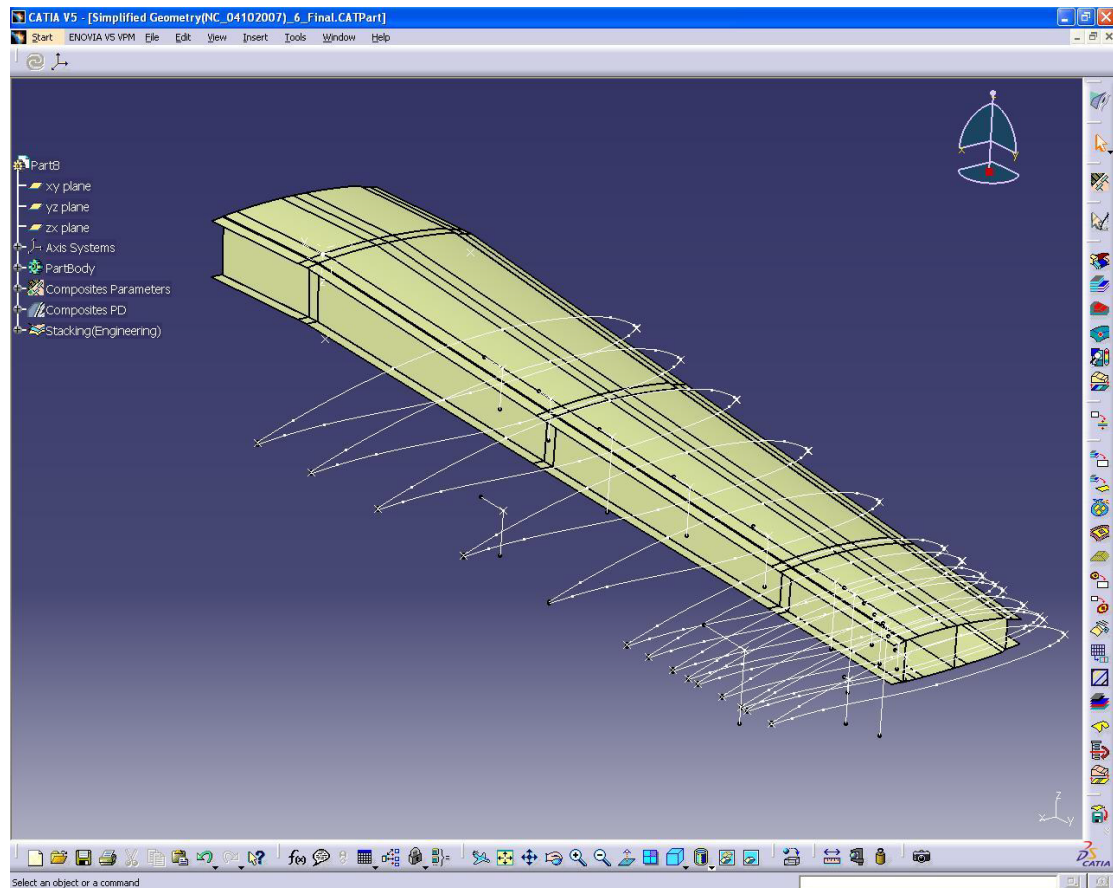 CATIA V5 - [Simplified Geometry(NC_04102007)_6_Final.CATPart]
Start ENOVIA V5 VPM File Edit View Insert Tools Window Help
Part8
xy plane
yz plane
zx plane
Axis Systems
PartBody
Composites Parameters
Composites PD
Stacking(Engineering)
x y
z
x y
f(x)
CATIA
Select an object or a command